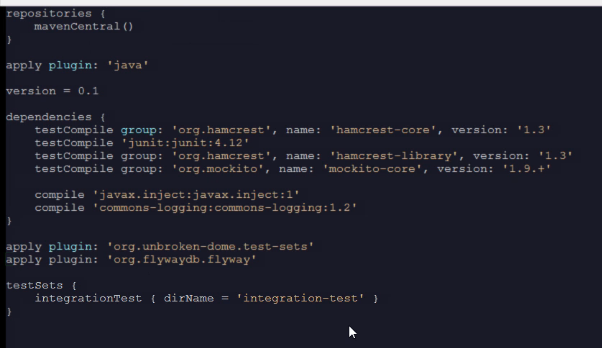 repositories {
mavenCentral()
}
apply plugin: 'java'
version = 0.1
dependencies {
testCompile group: 'org.hamcrest', name: 'hamcrest-core', version: '1.3'
testCompile 'junit:junit:4.12'
testCompile group: 'org.hamcrest', name: 'hamcrest-library', version: '1.3'
testCompile group: 'org.mockito', name: 'mockito-core', version: '1.9.+'
compile 'javax.inject:javax.inject:1'
compile 'commons-logging:commons-logging:1.2'
}
apply plugin: 'org.unbroken-dome.test-sets'
apply plugin: 'org.flywaydb.flyway'
testSets {
integrationTest { dirName = 'integration-test' }
}